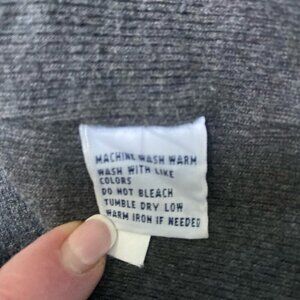 MACHINE WASH WARM
WASH WITH LIKE
COLORS
DO NOT BLEACH
TUMBLE DRY LOW
WARM IRON IF NEEDED